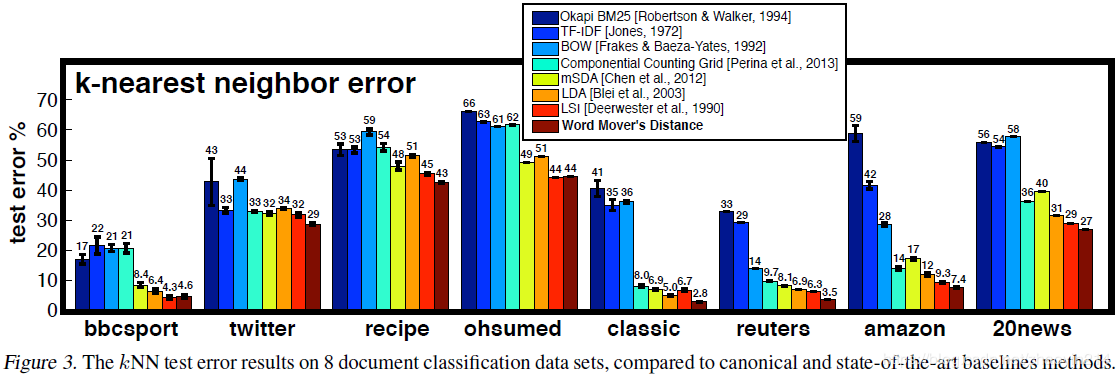 Okapi BM25 [Robertson & Walker, 1994]
TF-IDF [Jones, 1972]
BOW [Frakes & Baeza-Yates, 1992]
Componential Counting Grid [Perina et al., 2013]
mSDA [Chen et al., 2012]
LDA [Blei et al., 2003]
LSI [Deerwester et al., 1990]
Word Mover's Distance
k-nearest neighbor error
test error %
70
60
50
40
30
20
10
0
17 22 21 21 8.4 6.4 4.3 4.6
43 33 44 33 32 34 32 29
53 53 59 54 48 51 45 43
66 63 61 62 49 51 44 44
41 35 36 8.0 6.9 5.0 6.7 2.8
33 29 14 9.7 8.1 6.9 6.3 3.5
59 42 28 14 17 12 9.3 7.4
56 54 58 36 40 31 29 27
bbcsport twitter recipe ohsumed classic reuters amazon 20news
Figure 3. The kNN test error results on 8 document classification data sets, compared to canonical and state-of-the-art baselines methods.